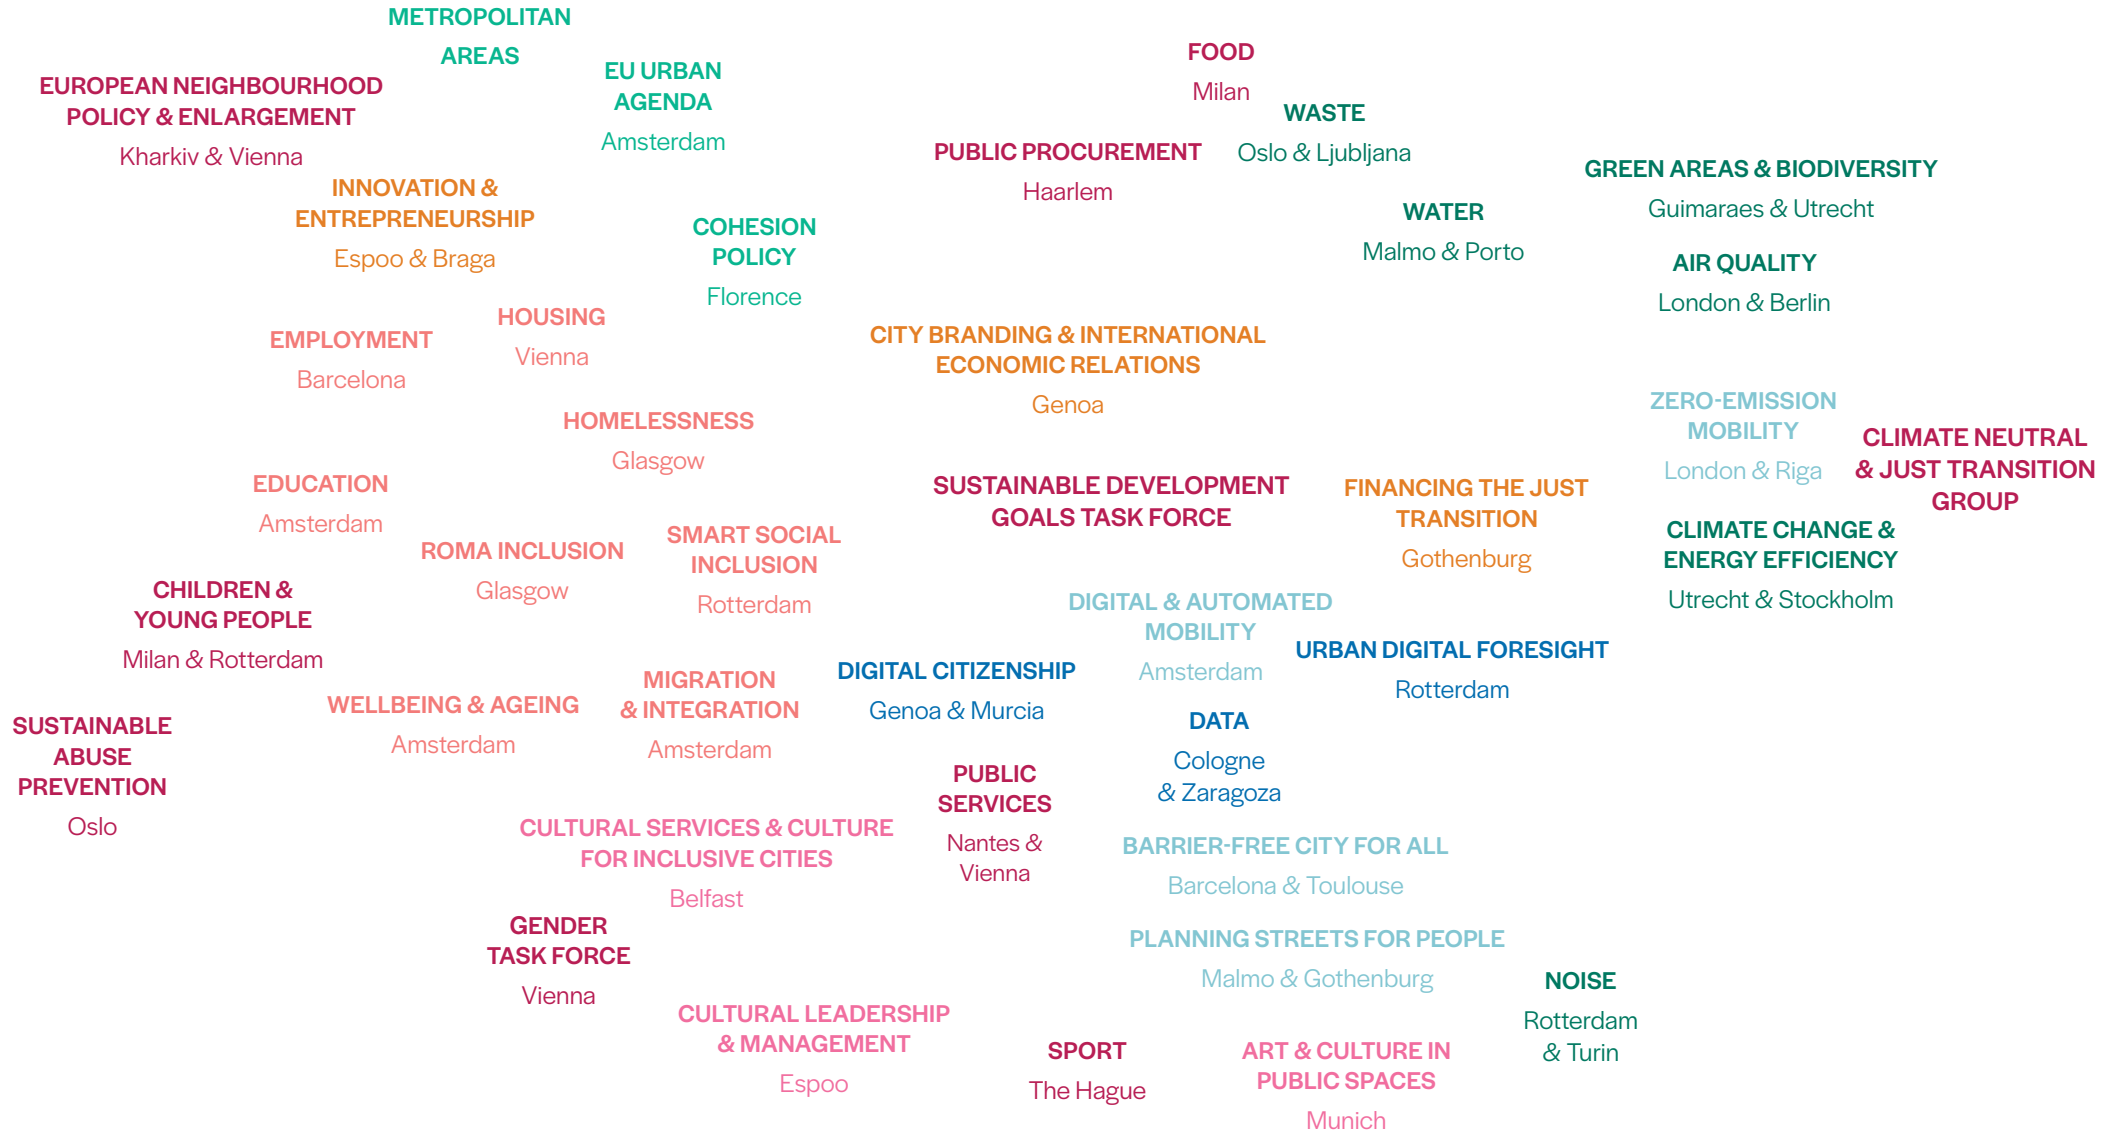 METROPOLITAN
AREAS
EUROPEAN NEIGHBOURHOOD
POLICY & ENLARGEMENT
Kharkiv & Vienna
EU URBAN
AGENDA
Amsterdam
FOOD
Milan
WASTE
Oslo & Ljubljana
PUBLIC PROCUREMENT
Haarlem
GREEN AREAS & BIODIVERSITY
Guimaraes & Utrecht
INNOVATION &
ENTREPRENEURSHIP
Espoo & Braga
COHESION
POLICY
Florence
WATER
Malmo & Porto
AIR QUALITY
London & Berlin
HOUSING
Vienna
EMPLOYMENT
Barcelona
CITY BRANDING & INTERNATIONAL
ECONOMIC RELATIONS
Genoa
HOMELESSNESS
Glasgow
ZERO-EMISSION
MOBILITY
London & Riga
CLIMATE NEUTRAL
& JUST TRANSITION
GROUP
EDUCATION
Amsterdam
SUSTAINABLE DEVELOPMENT
GOALS TASK FORCE
FINANCING THE JUST
TRANSITION
Gothenburg
CLIMATE CHANGE &
ENERGY EFFICIENCY
Utrecht & Stockholm
ROMA INCLUSION
Glasgow
SMART SOCIAL
INCLUSION
Rotterdam
CHILDREN &
YOUNG PEOPLE
Milan & Rotterdam
DIGITAL & AUTOMATED
MOBILITY
Amsterdam
URBAN DIGITAL FORESIGHT
Rotterdam
DIGITAL CITIZENSHIP
Genoa & Murcia
MIGRATION
& INTEGRATION
Amsterdam
WELLBEING & AGEING
Amsterdam
SUSTAINABLE
ABUSE
PREVENTION
Oslo
DATA
Cologne
& Zaragoza
PUBLIC
SERVICES
Nantes &
Vienna
CULTURAL SERVICES & CULTURE
FOR INCLUSIVE CITIES
Belfast
BARRIER-FREE CITY FOR ALL
Barcelona & Toulouse
GENDER
TASK FORCE
Vienna
PLANNING STREETS FOR PEOPLE
Malmo & Gothenburg
NOISE
Rotterdam
& Turin
CULTURAL LEADERSHIP
& MANAGEMENT
Espoo
SPORT
The Hague
ART & CULTURE IN
PUBLIC SPACES
Munich